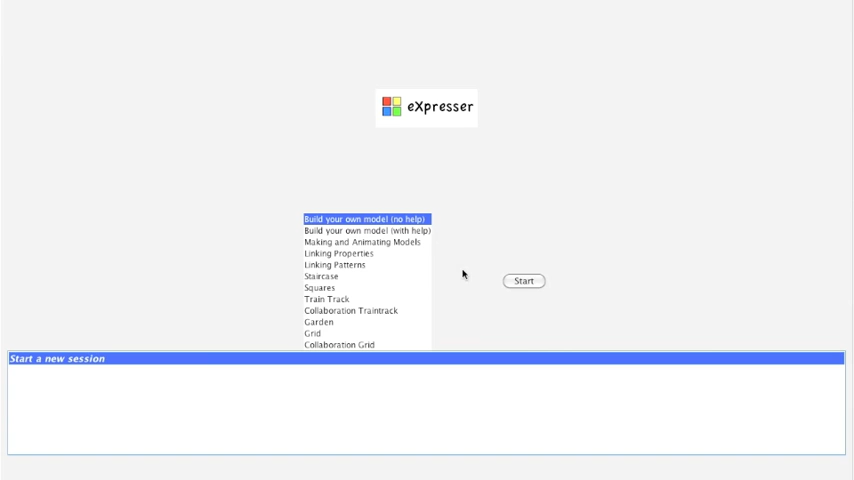 eXpresser
Build your own model (no help)
Build your own model (with help)
Making and Animating Models
Linking Properties
Linking Patterns
Staircase
Squares
Train Track
Collaboration Traintrack
Garden
Grid
Collaboration Grid
Start
Start a new session